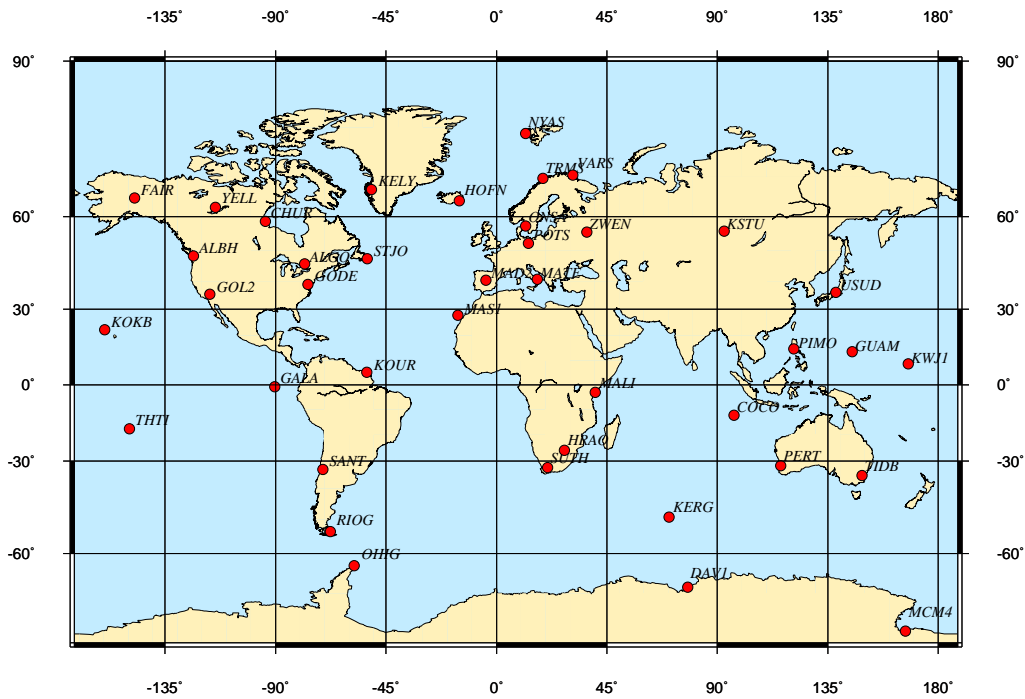 -135° -90° -45° 0° 45° 90° 135° 180°
90° 90°
NYAS
TRMS VARS
FAIR YELL KELY HOFN
60° CHUR ONSA ZWEN KSTU 60°
POTS
ALBH ALGO STJO
GODE MAD2 MATE
GOL2 USUD
30° MAS1 30°
KOKB PIMO GUAM
KWJ1
KOUR
0° GALA MALI 0°
COCO
THTI
HRAO
-30° SANT SUTH PERT TIDB -30°
KERG
RIOG
-60° OHIG -60°
DAV1
MCM4
-135° -90° -45° 0° 45° 90° 135° 180°